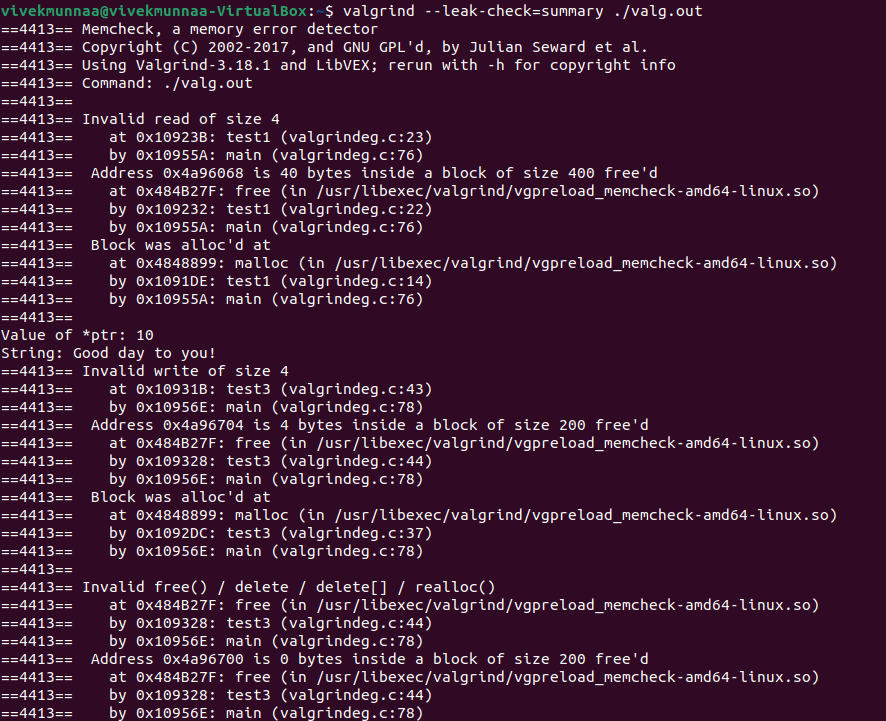 vivekmunnaa@vivekmunnaa-VirtualBox:~$ valgrind --leak-check=summary ./valg.out
==4413== Memcheck, a memory error detector
==4413== Copyright (C) 2002-2017, and GNU GPL'd, by Julian Seward et al.
==4413== Using Valgrind-3.18.1 and LibVEX; rerun with -h for copyright info
==4413== Command: ./valg.out
==4413==
==4413== Invalid read of size 4
==4413==    at 0x10923B: test1 (valgrindeg.c:23)
==4413==    by 0x10955A: main (valgrindeg.c:76)
==4413==  Address 0x4a96068 is 40 bytes inside a block of size 400 free'd
==4413==    at 0x484B27F: free (in /usr/libexec/valgrind/vgpreload_memcheck-amd64-linux.so)
==4413==    by 0x109232: test1 (valgrindeg.c:22)
==4413==    by 0x10955A: main (valgrindeg.c:76)
==4413==  Block was alloc'd at
==4413==    at 0x4848899: malloc (in /usr/libexec/valgrind/vgpreload_memcheck-amd64-linux.so)
==4413==    by 0x1091DE: test1 (valgrindeg.c:14)
==4413==    by 0x10955A: main (valgrindeg.c:76)
==4413==
Value of *ptr: 10
String: Good day to you!
==4413== Invalid write of size 4
==4413==    at 0x10931B: test3 (valgrindeg.c:43)
==4413==    by 0x10956E: main (valgrindeg.c:78)
==4413==  Address 0x4a96704 is 4 bytes inside a block of size 200 free'd
==4413==    at 0x484B27F: free (in /usr/libexec/valgrind/vgpreload_memcheck-amd64-linux.so)
==4413==    by 0x109328: test3 (valgrindeg.c:44)
==4413==    by 0x10956E: main (valgrindeg.c:78)
==4413==  Block was alloc'd at
==4413==    at 0x4848899: malloc (in /usr/libexec/valgrind/vgpreload_memcheck-amd64-linux.so)
==4413==    by 0x1092DC: test3 (valgrindeg.c:37)
==4413==    by 0x10956E: main (valgrindeg.c:78)
==4413==
==4413== Invalid free() / delete / delete[] / realloc()
==4413==    at 0x484B27F: free (in /usr/libexec/valgrind/vgpreload_memcheck-amd64-linux.so)
==4413==    by 0x109328: test3 (valgrindeg.c:44)
==4413==    by 0x10956E: main (valgrindeg.c:78)
==4413==  Address 0x4a96700 is 0 bytes inside a block of size 200 free'd
==4413==    at 0x484B27F: free (in /usr/libexec/valgrind/vgpreload_memcheck-amd64-linux.so)
==4413==    by 0x109328: test3 (valgrindeg.c:44)
==4413==    by 0x10956E: main (valgrindeg.c:78)